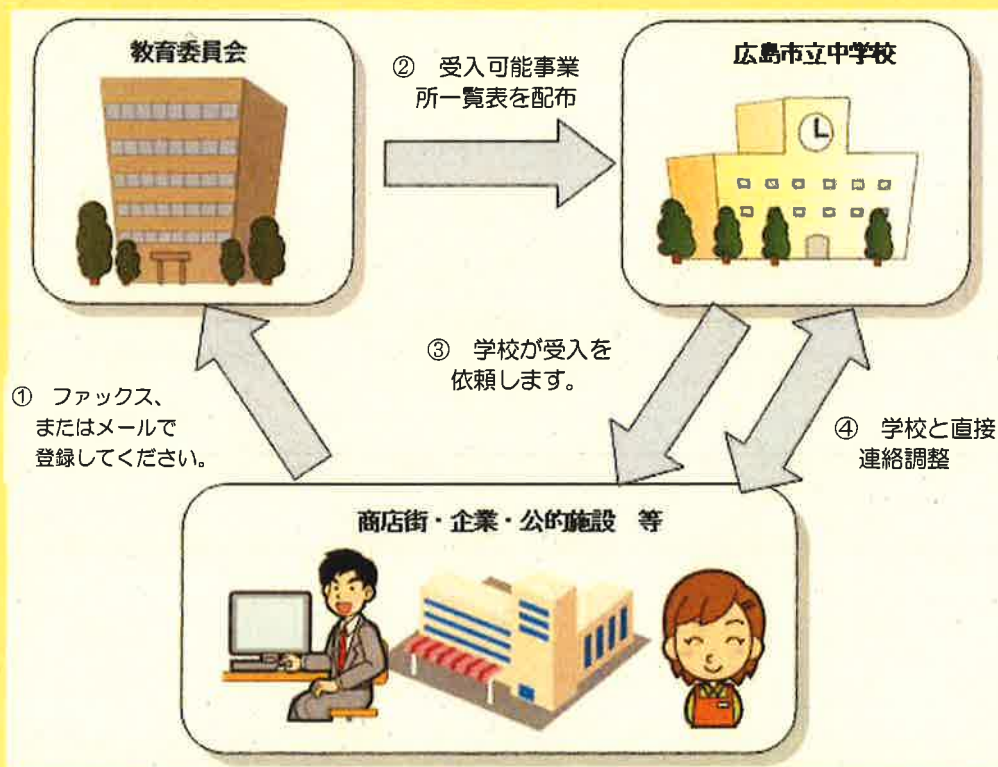 教育委員会
② 受入可能事業
所一覧表を配布
広島市立中学校
③ 学校が受入を
依頼します。
① ファックス、
またはメールで
登録してください。
④ 学校と直接
連絡調整
商店街・企業・公的施設 等